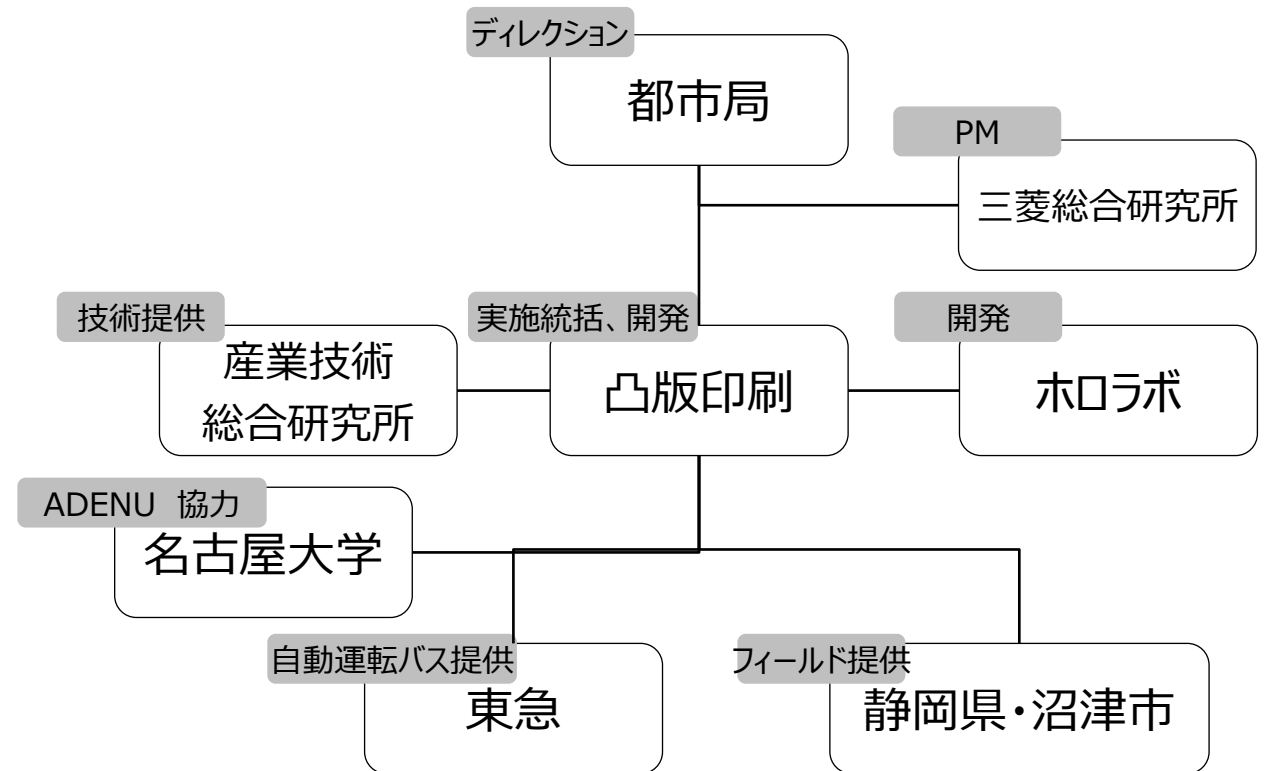 ディレクション
都市局
PM
三菱総合研究所
技術提供
産業技術
総合研究所
実施統括、開発
凸版印刷
開発
ホロラボ
ADENU 協力
名古屋大学
自動運転バス提供
東急
フィールド提供
静岡県・沼津市